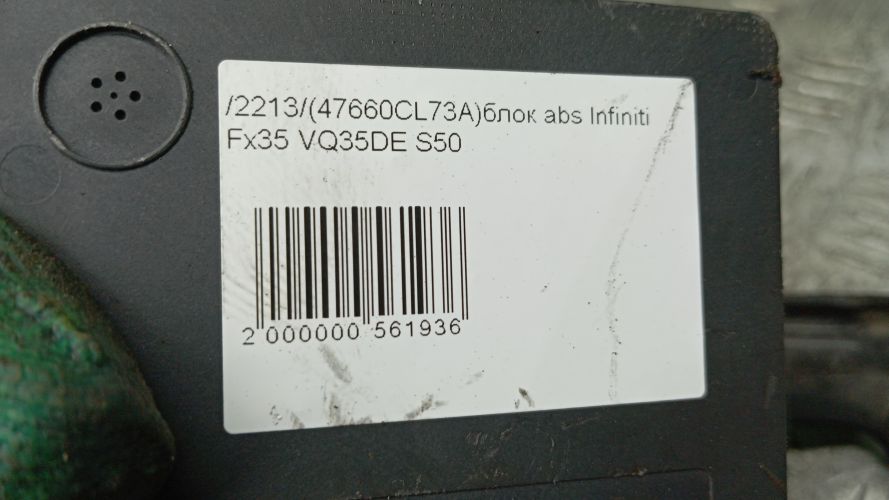 /2213/(47660CL73A)блок abs Infiniti
Fx35 VQ35DE S50
2 000000 561936